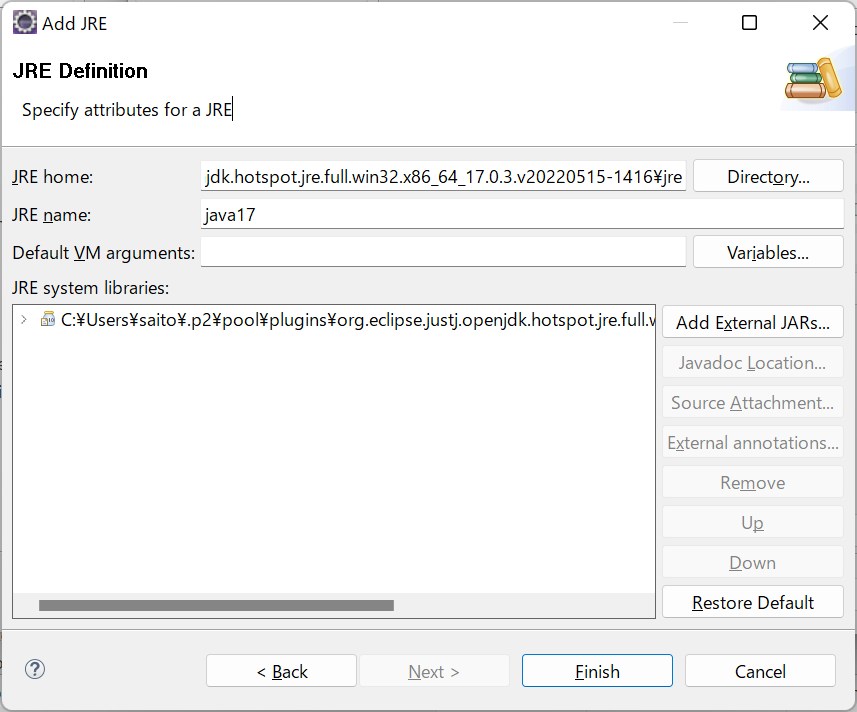 Add JRE
JRE Definition
Specify attributes for a JRE
JRE home:
jdk.hotspot.jre.full.win32.x86_64_17.0.3.v20220515-1416¥jre
Directory...
JRE name:
java17
Default VM arguments:
Variables...
JRE system libraries:
C:¥Users¥saito¥.p2¥pool¥plugins¥org.eclipse.justj.openjdk.hotspot.jre.full.w
Add External JARs...
Javadoc Location...
Source Attachment...
External annotations...
Remove
Up
Down
Restore Default
?
< Back
Next >
Finish
Cancel